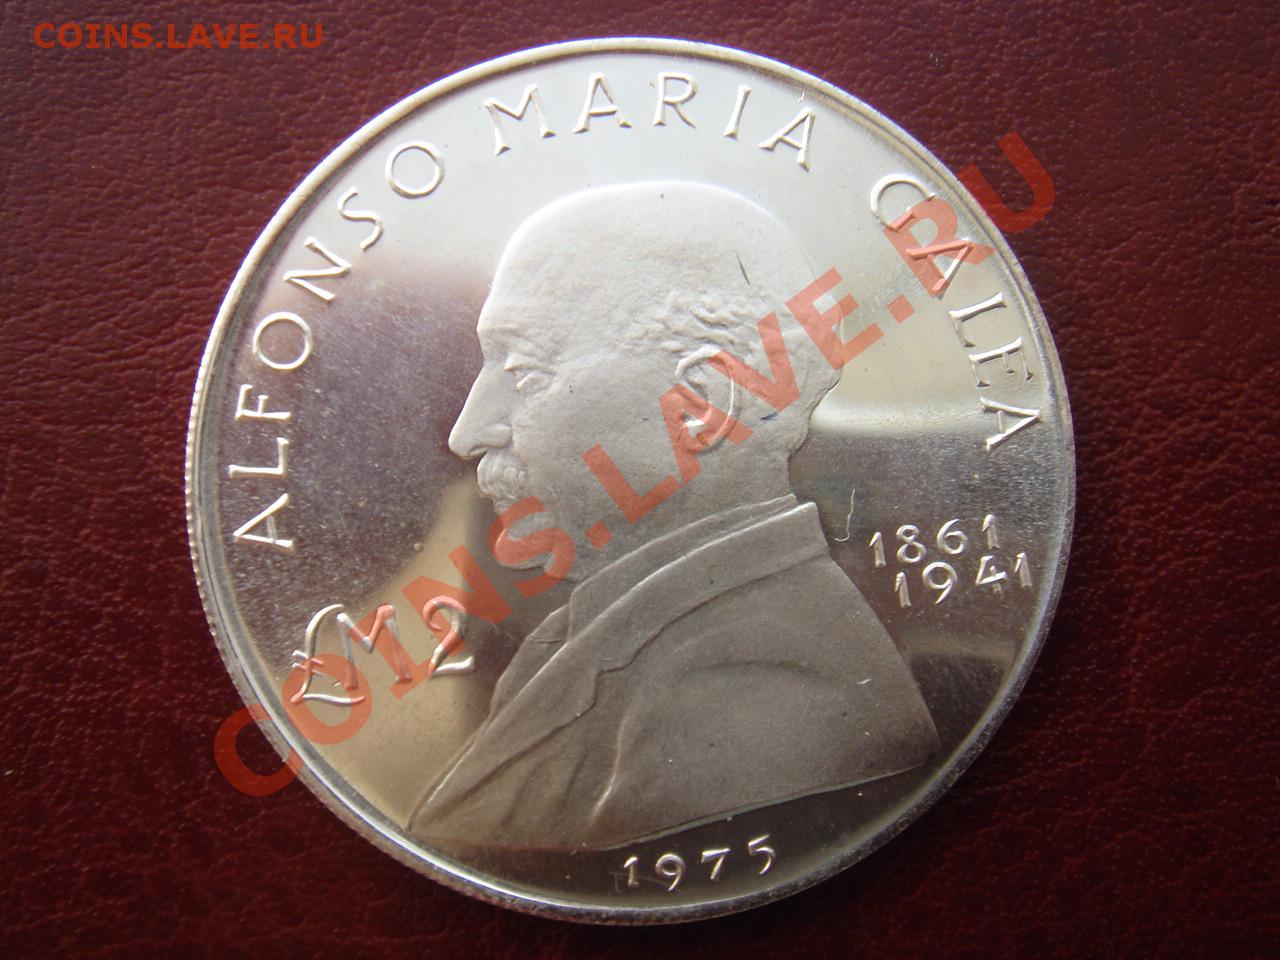 COINS.LAVE.RU
ALFONSO MARIA GALEA
1861
1941
£M2
1975
COINS.LAVE.RU